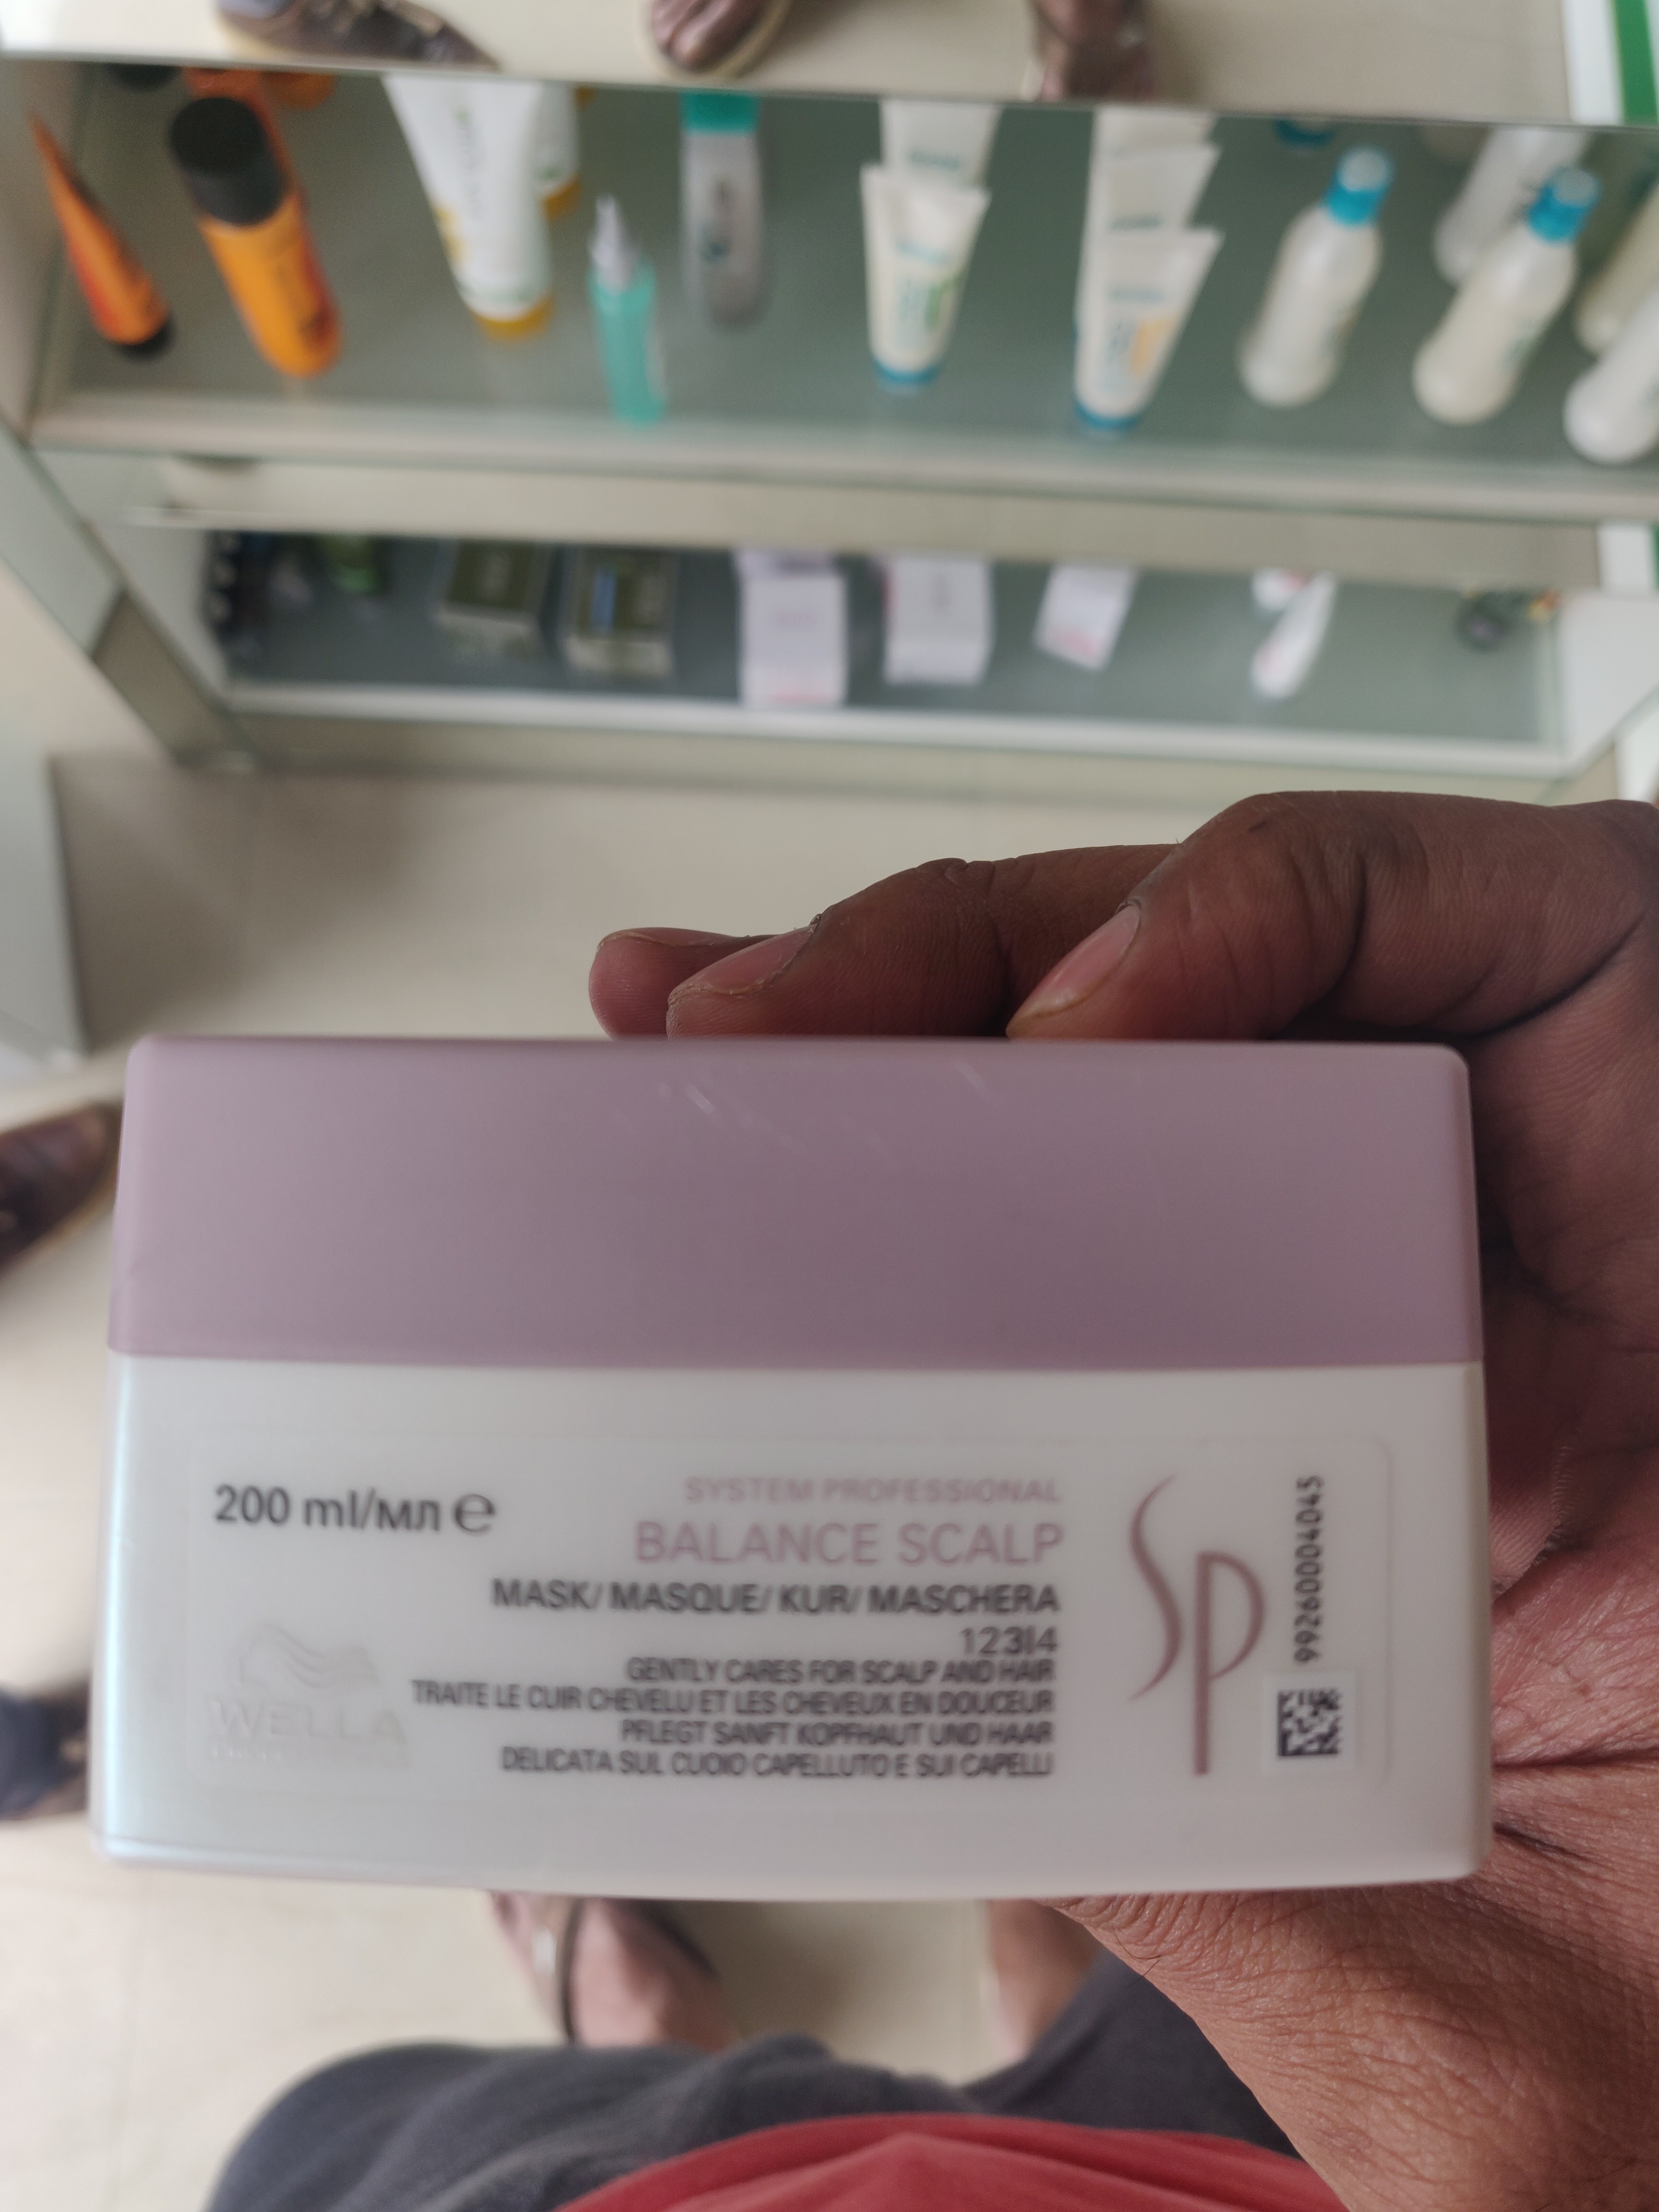 200 ml/мл e
SYSTEM PROFESSIONAL
BALANCE SCALP
MASK/ MASQUE/ KUR/ MASCHERA
123|4
GENTLY CARES FOR SCALP AND HAIR
TRAITE LE CUIR CHEVELU ET LES CHEVEUX EN DOUCEUR
PFLEGT SANFT KOPFHAUT UND HAAR
DELICATA SUL CUOIO CAPELLUTO E SUI CAPELLI
WELLA
SP
99260004045